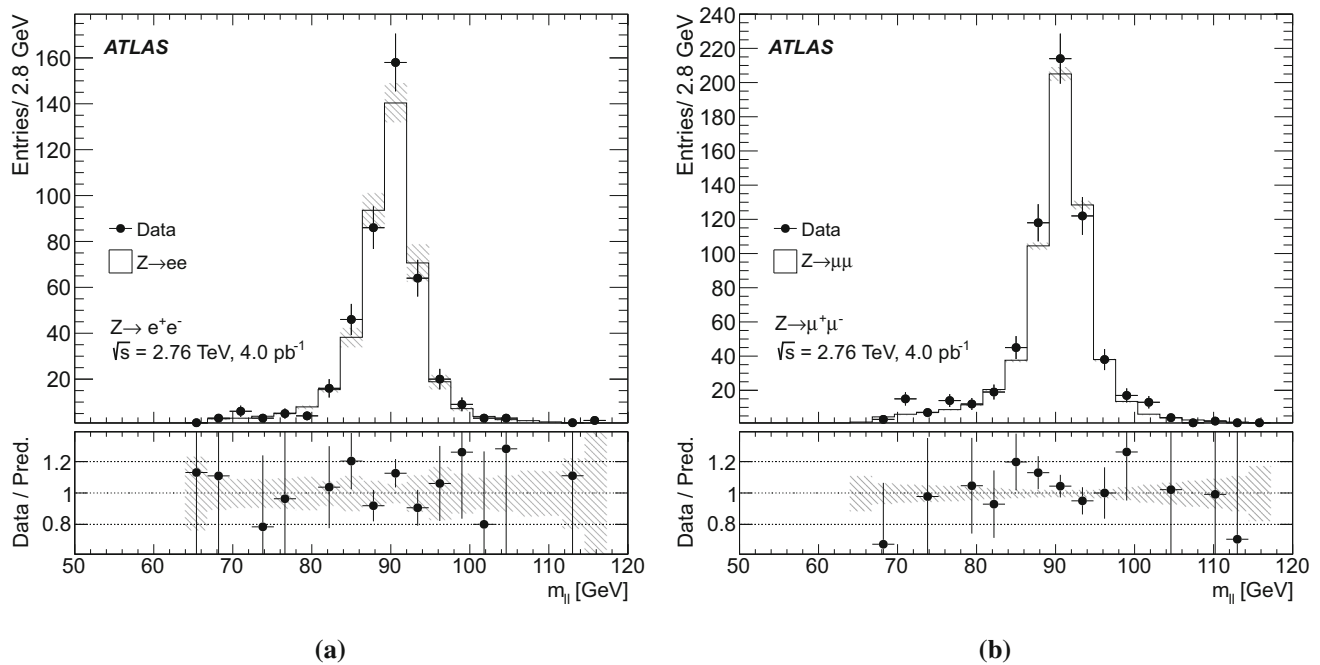 Entries/ 2.8 GeV
160
140
120
100
80
60
40
20
ATLAS
Data
Z→ee
Z→ e⁺e⁻
√s = 2.76 TeV, 4.0 pb⁻¹
Data / Pred.
1.2
1
0.8
50 60 70 80 90 100 110 120
m_ll [GeV]
(a)
Entries/ 2.8 GeV
240
220
200
180
160
140
120
100
80
60
40
20
ATLAS
Data
Z→μμ
Z→μ⁺μ⁻
√s = 2.76 TeV, 4.0 pb⁻¹
Data / Pred.
1.2
1
0.8
50 60 70 80 90 100 110 120
m_ll [GeV]
(b)